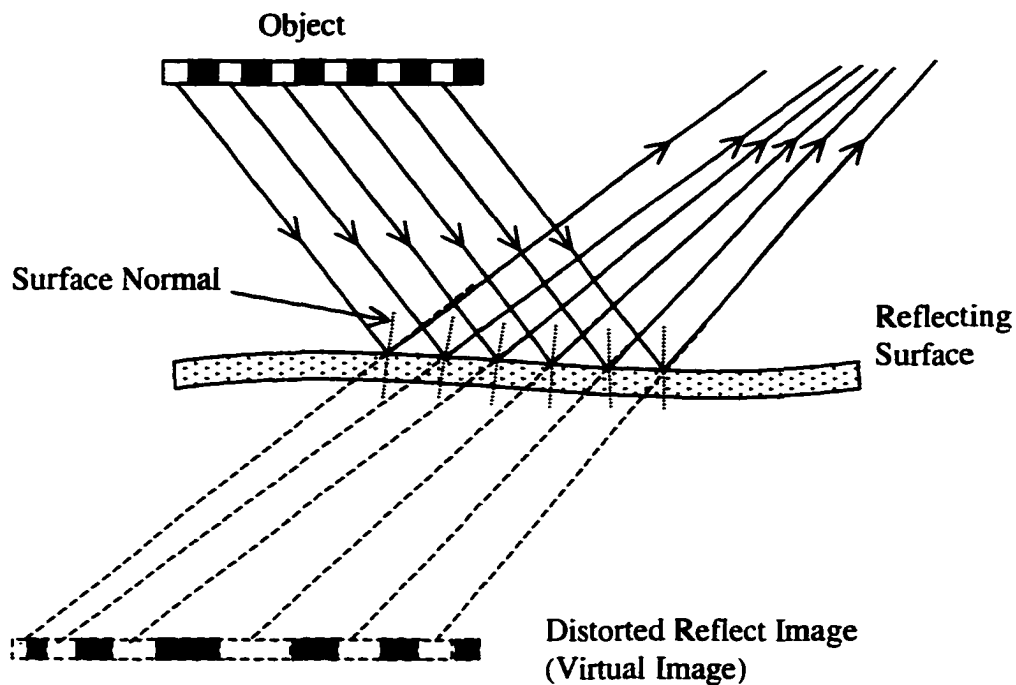 Object
Surface Normal
Reflecting
Surface
Distorted Reflect Image
(Virtual Image)